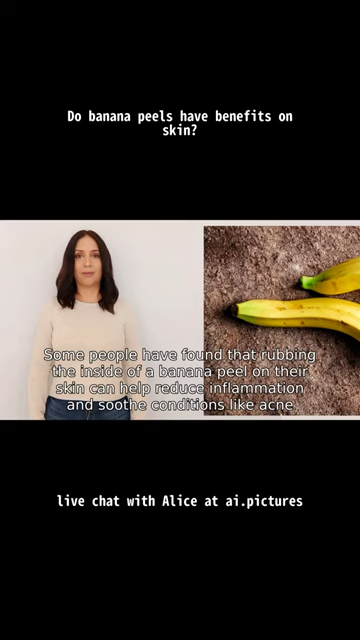 Do banana peels have benefits on
skin?
Some people have found that rubbing
the inside of a banana peel on their
skin can help reduce inflammation
and soothe conditions like acne
live chat with Alice at ai.pictures